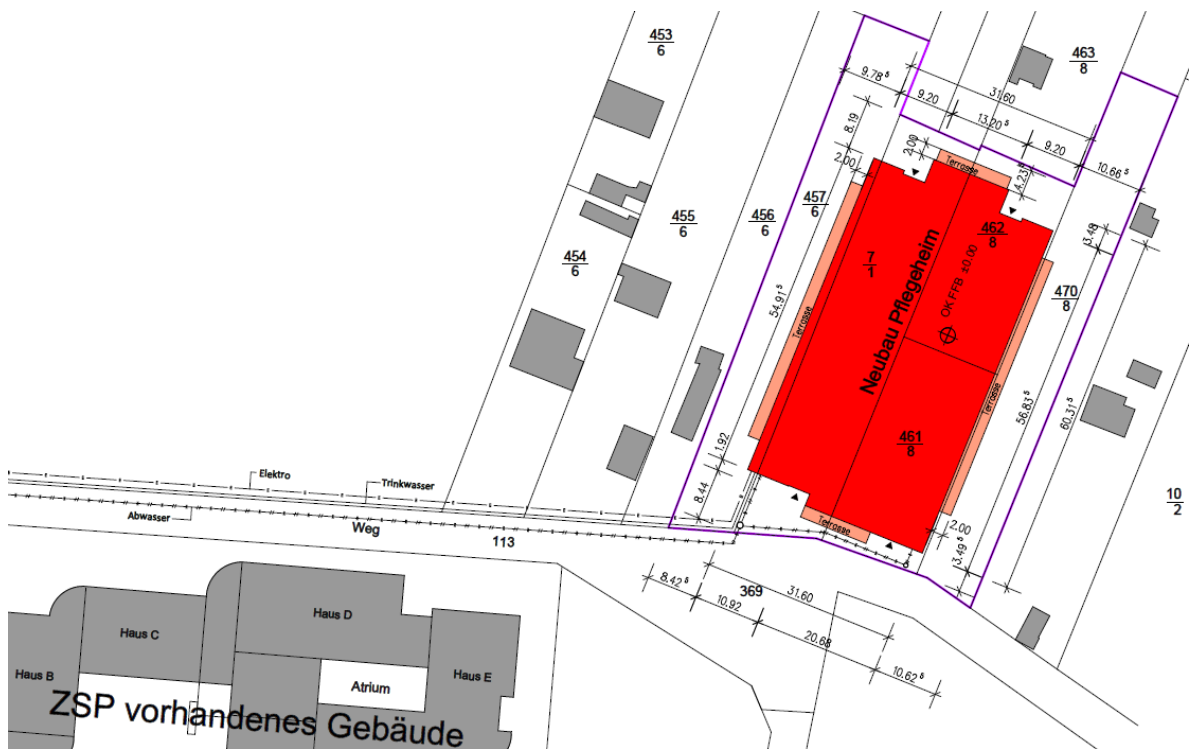 453
6
463
8
9.78⁵
9.20
31.60
13.20⁵
9.20
10.66⁵
8.19
2.00
2.00
Terrasse
4.23⁵
457
6
456
6
455
6
454
6
462
8
7
1
3.48
470
8
OK.FFB ±0.00
Neubau Pflegeheim
54.91⁵
Terrasse
Terrasse
56.83⁵
60.31⁵
461
8
1.92
8.44
10
2
Elektro
Trinkwasser
Abwasser
Weg
113
Terrasse
2.00
3.49⁵
8.42⁵
369
31.60
10.92
20.68
10.62⁵
Haus D
Haus C
Haus B
Haus E
Atrium
ZSP vorhandenes Gebäude